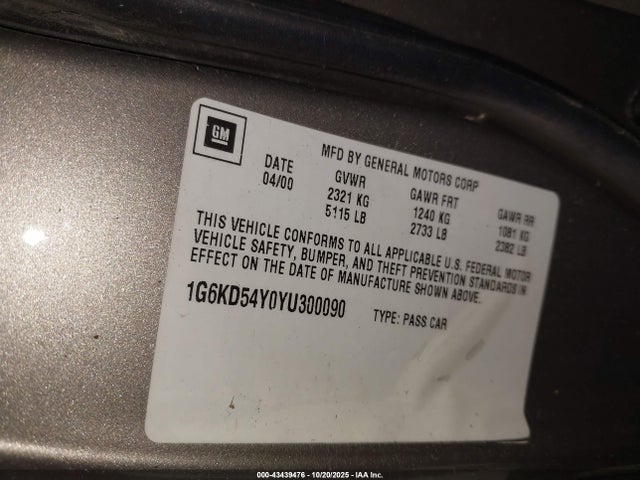 GM
MFD BY GENERAL MOTORS CORP
DATE GVWR GAWR FRT GAWR RR
04/00 2321 KG 1240 KG 1081 KG
5115 LB 2733 LB 2382 LB
THIS VEHICLE CONFORMS TO ALL APPLICABLE U.S. FEDERAL MOTOR
VEHICLE SAFETY, BUMPER, AND THEFT PREVENTION STANDARDS IN
EFFECT ON THE DATE OF MANUFACTURE SHOWN ABOVE.
1G6KD54Y0YU300090 TYPE: PASS CAR
000-43439476 | 10/20/2025 | IAA Inc.